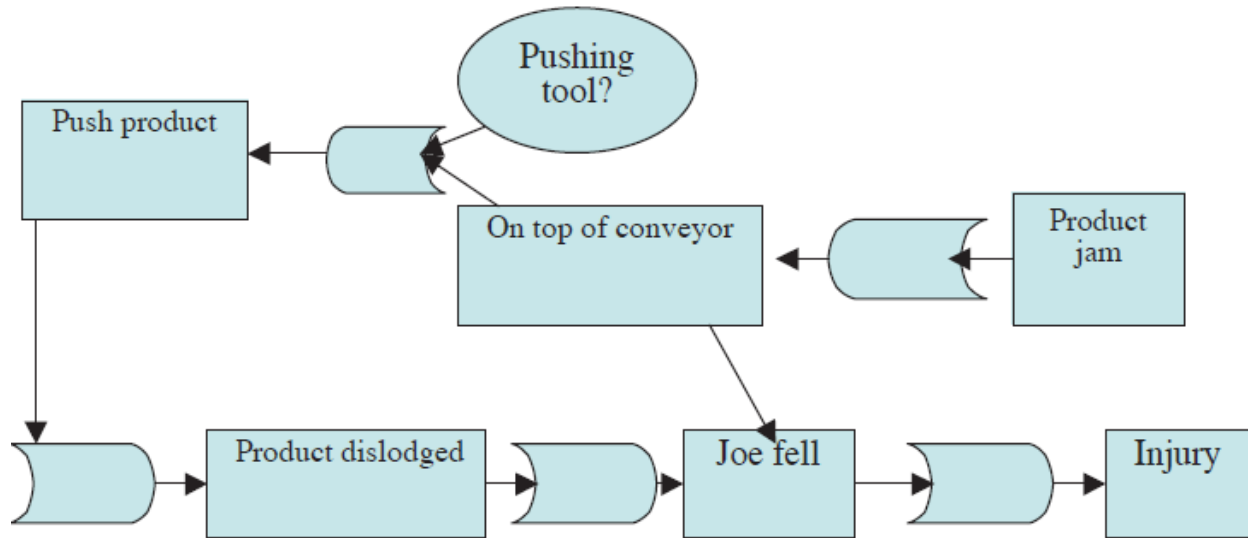 Pushing
tool?
Push product
On top of conveyor
Product
jam
Product dislodged
Joe fell
Injury